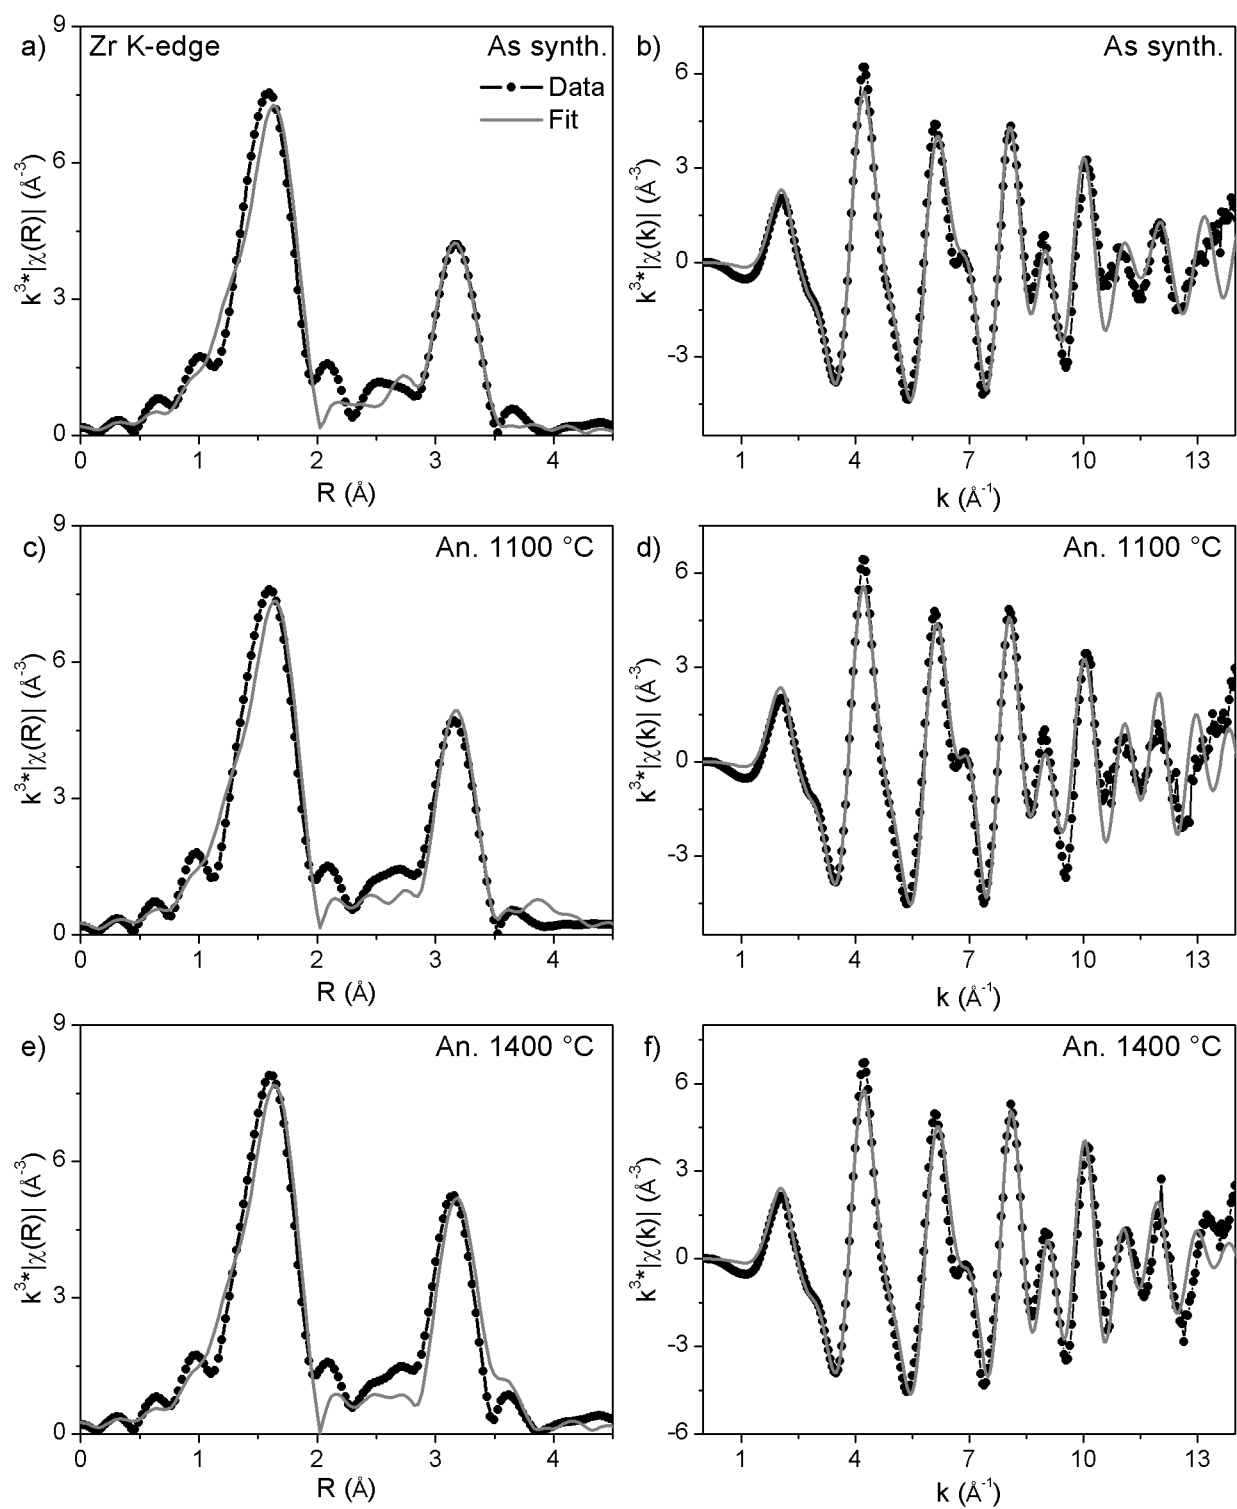 a) Zr K-edge As synth.
Data
Fit
9
6
3
0
k³*|χ(R)| (Å⁻³)
0 1 2 3 4
R (Å)
b) As synth.
6
3
0
-3
k³*|χ(k)| (Å⁻³)
1 4 7 10 13
k (Å⁻¹)
c) An. 1100 °C
9
6
3
0
k³*|χ(R)| (Å⁻³)
0 1 2 3 4
R (Å)
d) An. 1100 °C
6
3
0
-3
k³*|χ(k)| (Å⁻³)
1 4 7 10 13
k (Å⁻¹)
e) An. 1400 °C
9
6
3
0
k³*|χ(R)| (Å⁻³)
0 1 2 3 4
R (Å)
f) An. 1400 °C
6
3
0
-3
-6
k³*|χ(k)| (Å⁻³)
1 4 7 10 13
k (Å⁻¹)